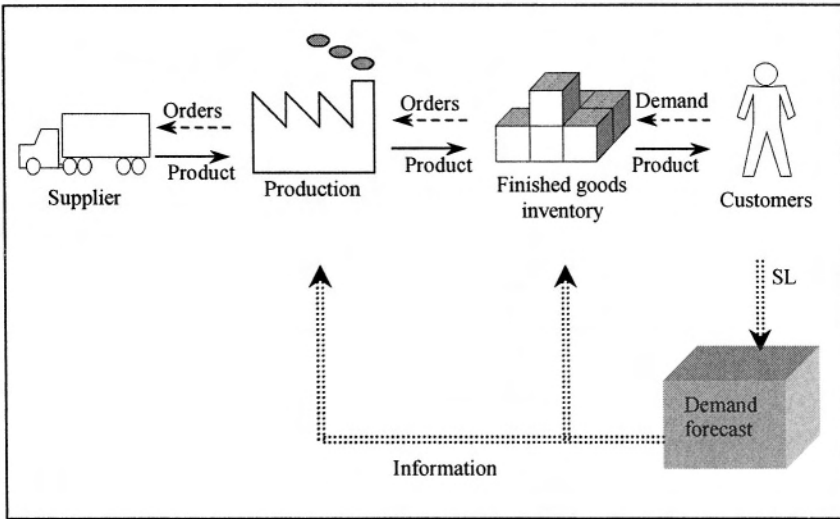 Orders
Product
Supplier
Production
Orders
Product
Finished goods
inventory
Demand
Product
Customers
SL
Demand
forecast
Information